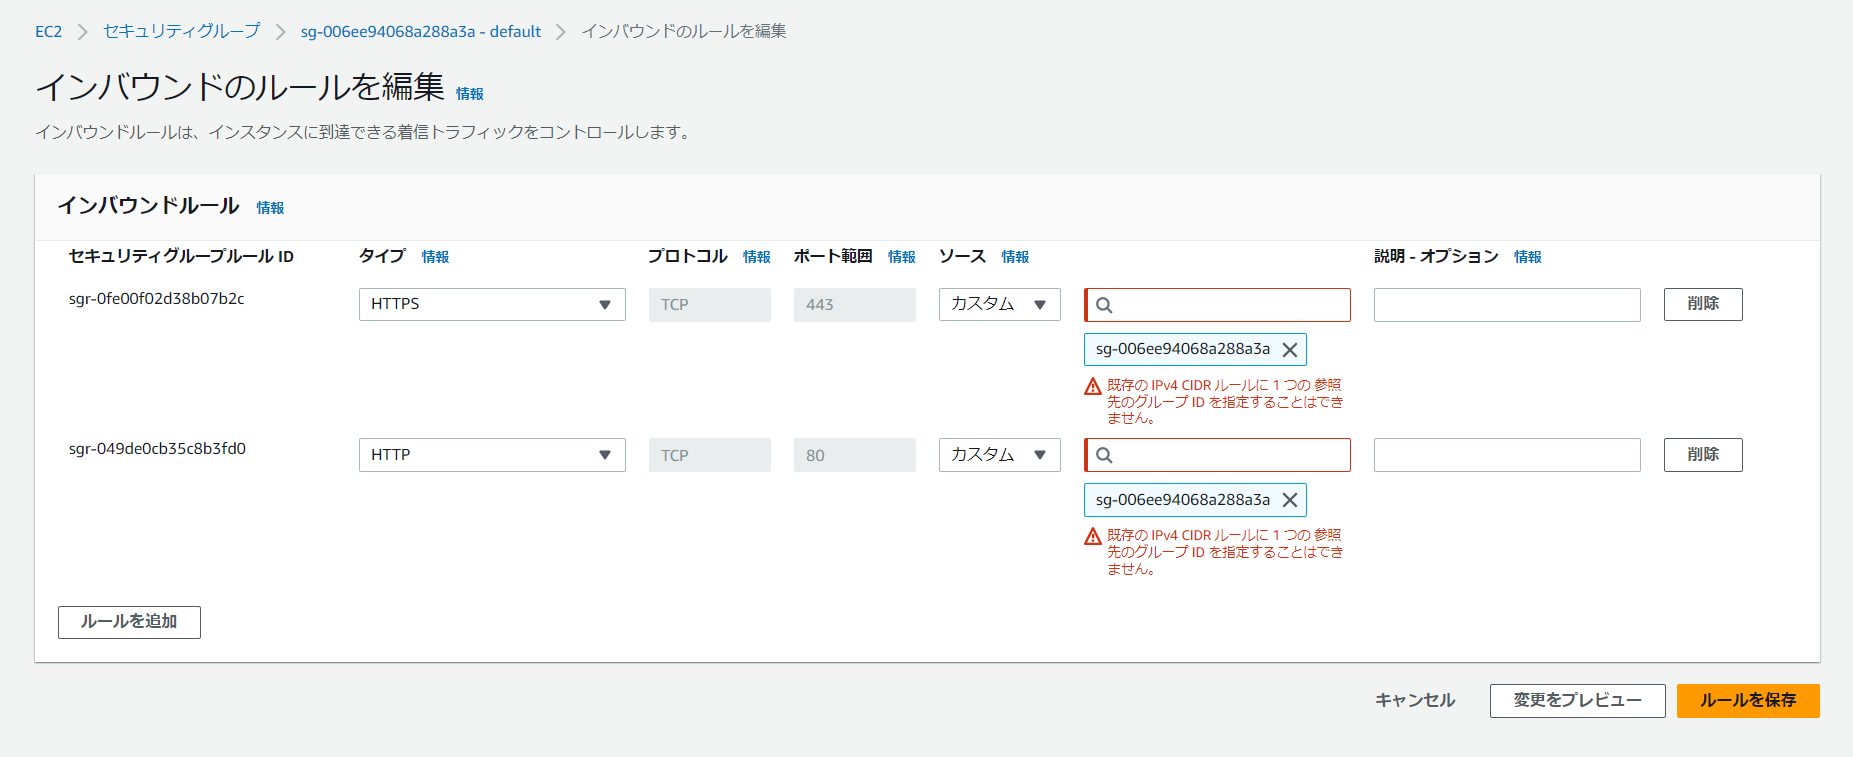 EC2 > セキュリティグループ > sg-006ee94068a288a3a - default > インバウンドのルールを編集
インバウンドのルールを編集 情報
インバウンドルールは、インスタンスに到達できる着信トラフィックをコントロールします。
インバウンドルール 情報
セキュリティグループルール ID タイプ 情報 プロトコル 情報 ポート範囲 情報 ソース 情報 説明 - オプション 情報
sgr-0fe00f02d38b07b2c HTTPS TCP 443 カスタム 削除
sg-006ee94068a288a3a
既存の IPv4 CIDR ルールに 1 つの 参照
先のグループ ID を指定することはでき
ません。
sgr-049de0cb35c8b3fd0 HTTP TCP 80 カスタム 削除
sg-006ee94068a288a3a
既存の IPv4 CIDR ルールに 1 つの 参照
先のグループ ID を指定することはでき
ません。
ルールを追加
キャンセル 変更をプレビュー ルールを保存